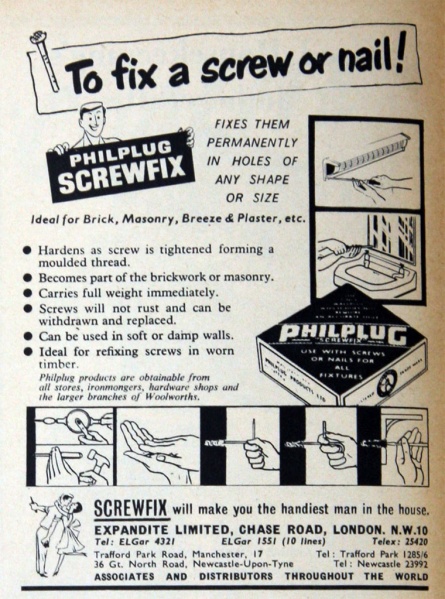 To fix a screw or nail!
PHILPLUG
SCREWFIX
FIXES THEM
PERMANENTLY
IN HOLES OF
ANY SHAPE
OR SIZE
Ideal for Brick, Masonry, Breeze & Plaster, etc.
● Hardens as screw is tightened forming a
moulded thread.
● Becomes part of the brickwork or masonry.
● Carries full weight immediately.
● Screws will not rust and can be
withdrawn and replaced.
● Can be used in soft or damp walls.
● Ideal for refixing screws in worn
timber.
Philplug products are obtainable from
all stores, ironmongers, hardware shops and
the larger branches of Woolworths.
PHILPLUG
"SCREWFIX"
USE WITH SCREWS
OR NAILS FOR
ALL
FIXTURES
PHILPLUG PRODUCTS LTD
SCREWFIX will make you the handiest man in the house.
EXPANDITE LIMITED, CHASE ROAD, LONDON. N.W.10
Tel: ELGar 4321 ELGar 1551 (10 lines) Telex: 25420
Trafford Park Road, Manchester, 17 Tel: Trafford Park 1285/6
36 Gt. North Road, Newcastle-Upon-Tyne Tel: Newcastle 23992
ASSOCIATES AND DISTRIBUTORS THROUGHOUT THE WORLD